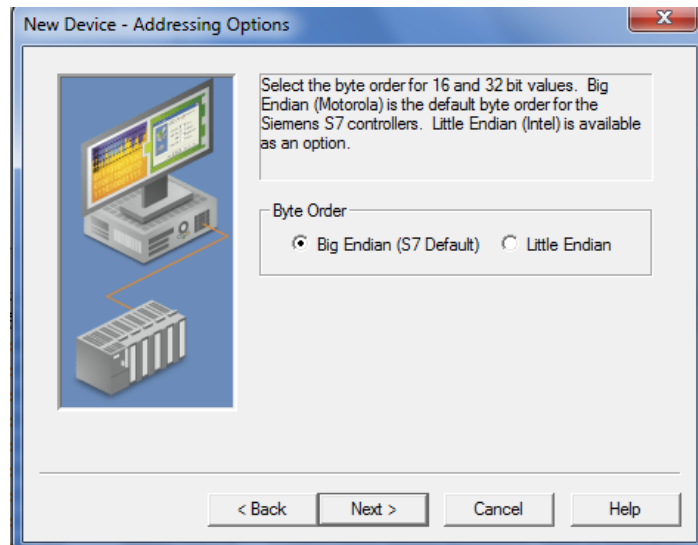 New Device - Addressing Options
Select the byte order for 16 and 32 bit values. Big
Endian (Motorola) is the default byte order for the
Siemens S7 controllers. Little Endian (Intel) is available
as an option.
Byte Order
Big Endian (S7 Default) Little Endian
< Back Next > Cancel Help